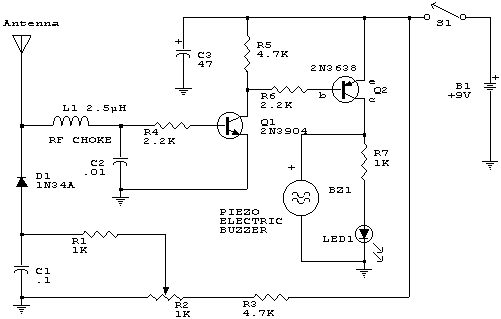 Antenna
S1
+
C3
47
R5
4.7K
2N3638
e
Q2
b
c
+
B1
+9V
L1 2.5µH
RF CHOKE
R6
2.2K
Q1
2N3904
R4
2.2K
C2
.01
R7
1K
D1
1N34A
+
BZ1
PIEZO
ELECTRIC
BUZZER
LED1
R1
1K
C1
.1
R2
1K
R3
4.7K